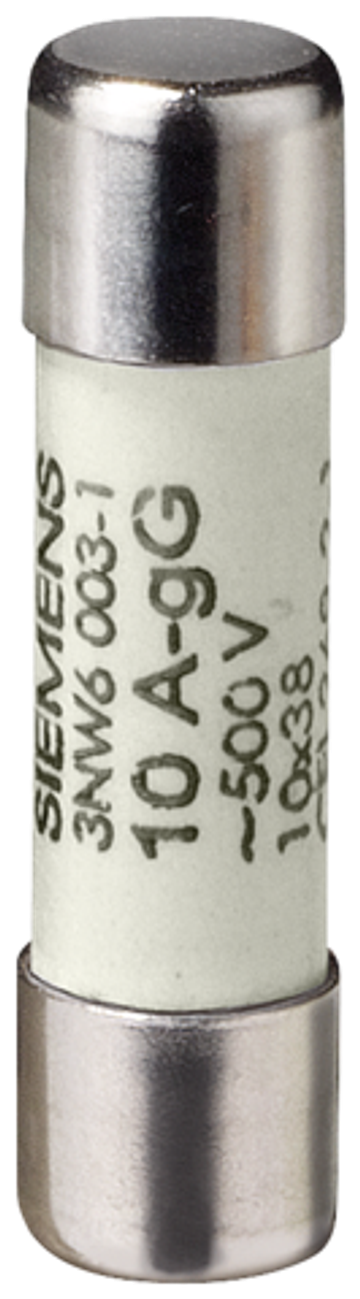 SIEMENS
3NW6 003-1
10 A-gG
~500 V
10x38